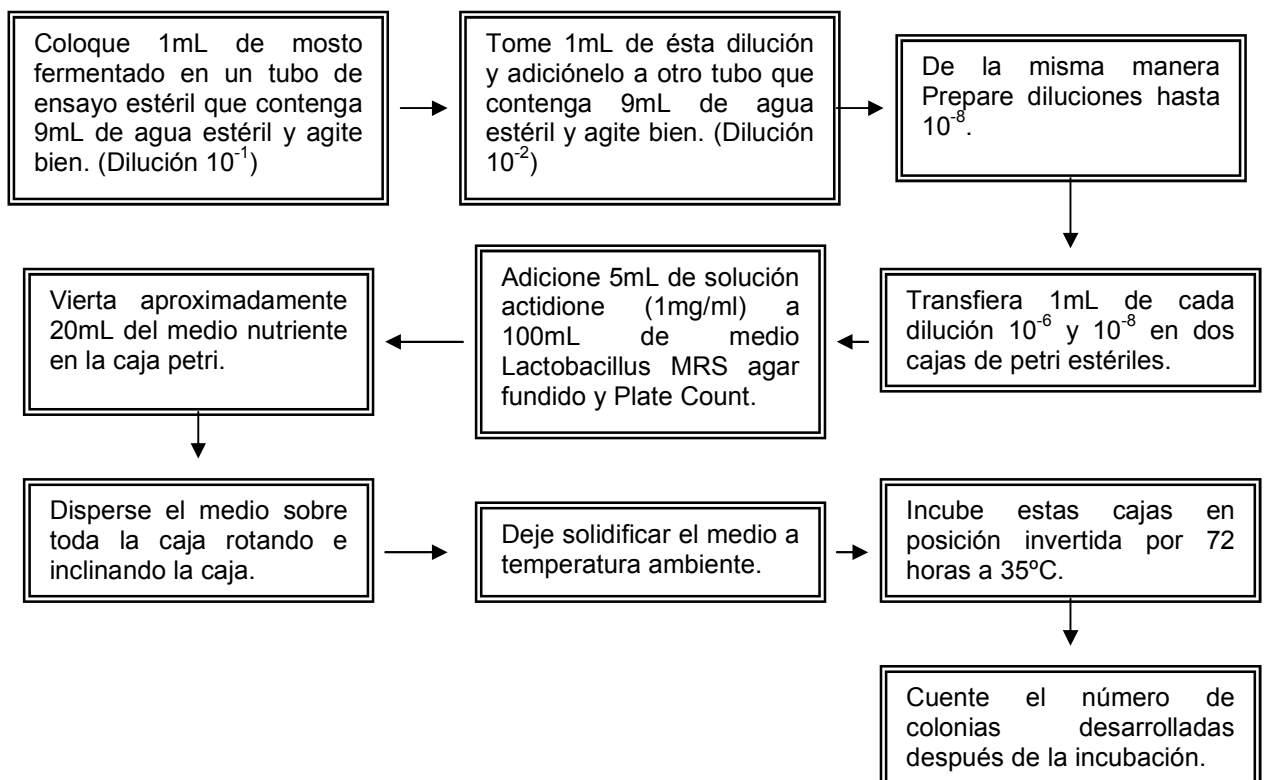 Coloque 1mL de mosto
fermentado en un tubo de
ensayo estéril que contenga
9mL de agua estéril y agite
bien. (Dilución 10⁻¹)
Tome 1mL de ésta dilución
y adiciónelo a otro tubo que
contenga 9mL de agua
estéril y agite bien. (Dilución
10⁻²)
De la misma manera
Prepare diluciones hasta
10⁻⁸.
Transfiera 1mL de cada
dilución 10⁻⁶ y 10⁻⁸ en dos
cajas de petri estériles.
Adicione 5mL de solución
actidione (1mg/ml) a
100mL de medio
Lactobacillus MRS agar
fundido y Plate Count.
Vierta aproximadamente
20mL del medio nutriente
en la caja petri.
Disperse el medio sobre
toda la caja rotando e
inclinando la caja.
Deje solidificar el medio a
temperatura ambiente.
Incube estas cajas en
posición invertida por 72
horas a 35ºC.
Cuente el número de
colonias desarrolladas
después de la incubación.